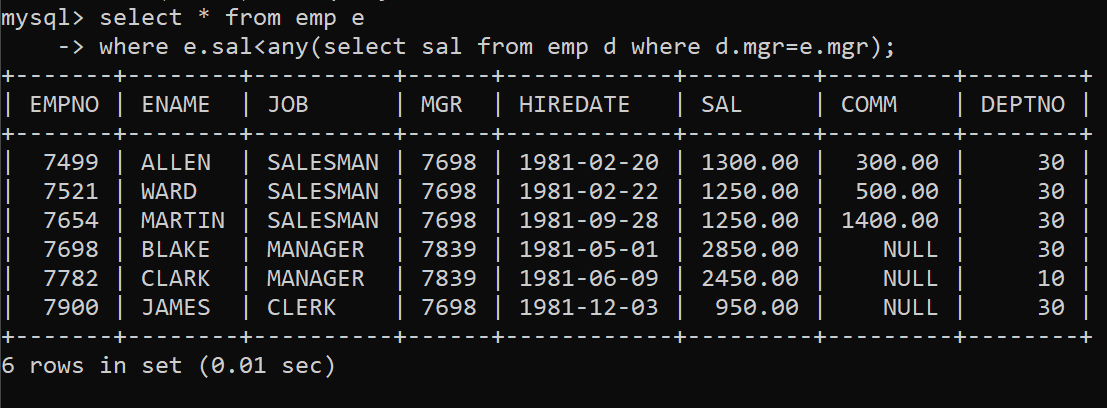 mysql> select * from emp e
    -> where e.sal<any(select sal from emp d where d.mgr=e.mgr);
+-------+--------+----------+------+------------+---------+---------+--------+
| EMPNO | ENAME  | JOB      | MGR  | HIREDATE   | SAL     | COMM    | DEPTNO |
+-------+--------+----------+------+------------+---------+---------+--------+
|  7499 | ALLEN  | SALESMAN | 7698 | 1981-02-20 | 1300.00 |  300.00 |     30 |
|  7521 | WARD   | SALESMAN | 7698 | 1981-02-22 | 1250.00 |  500.00 |     30 |
|  7654 | MARTIN | SALESMAN | 7698 | 1981-09-28 | 1250.00 | 1400.00 |     30 |
|  7698 | BLAKE  | MANAGER  | 7839 | 1981-05-01 | 2850.00 |    NULL |     30 |
|  7782 | CLARK  | MANAGER  | 7839 | 1981-06-09 | 2450.00 |    NULL |     10 |
|  7900 | JAMES  | CLERK    | 7698 | 1981-12-03 |  950.00 |    NULL |     30 |
+-------+--------+----------+------+------------+---------+---------+--------+
6 rows in set (0.01 sec)